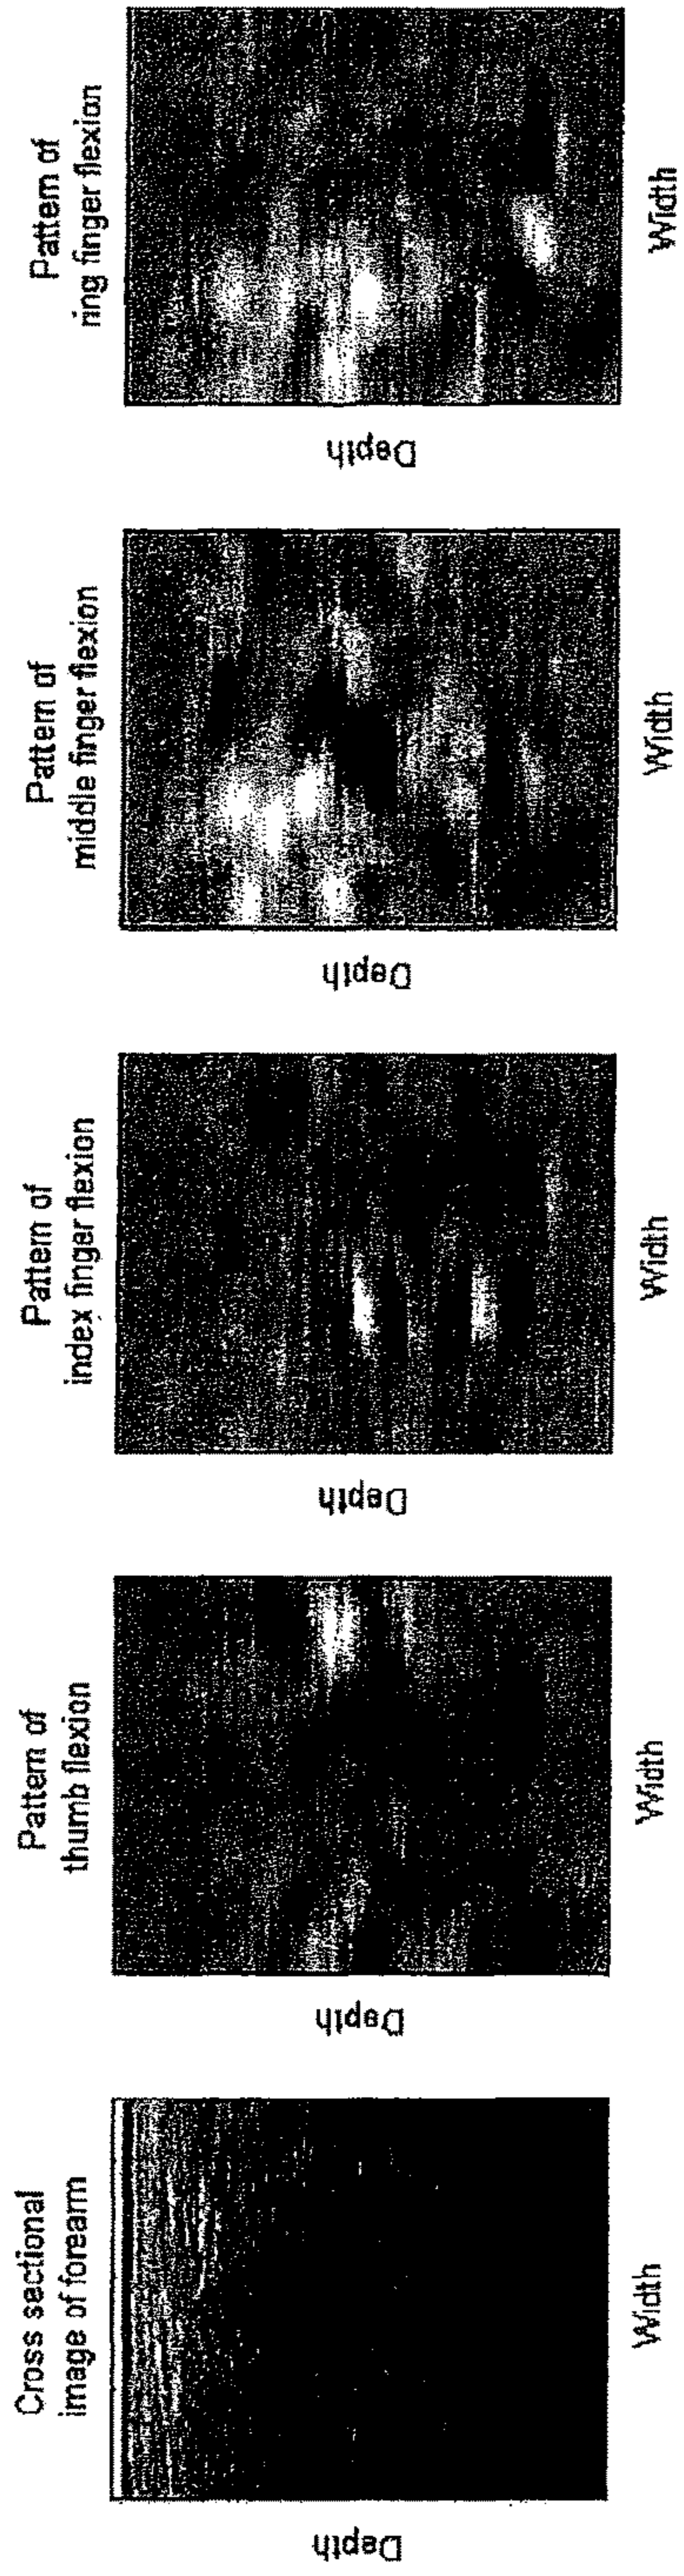 Cross sectional
image of forearm
Depth
Width
Pattern of
thumb flexion
Depth
Width
Pattern of
index finger flexion
Depth
Width
Pattern of
middle finger flexion
Depth
Width
Pattern of
ring finger flexion
Depth
Width